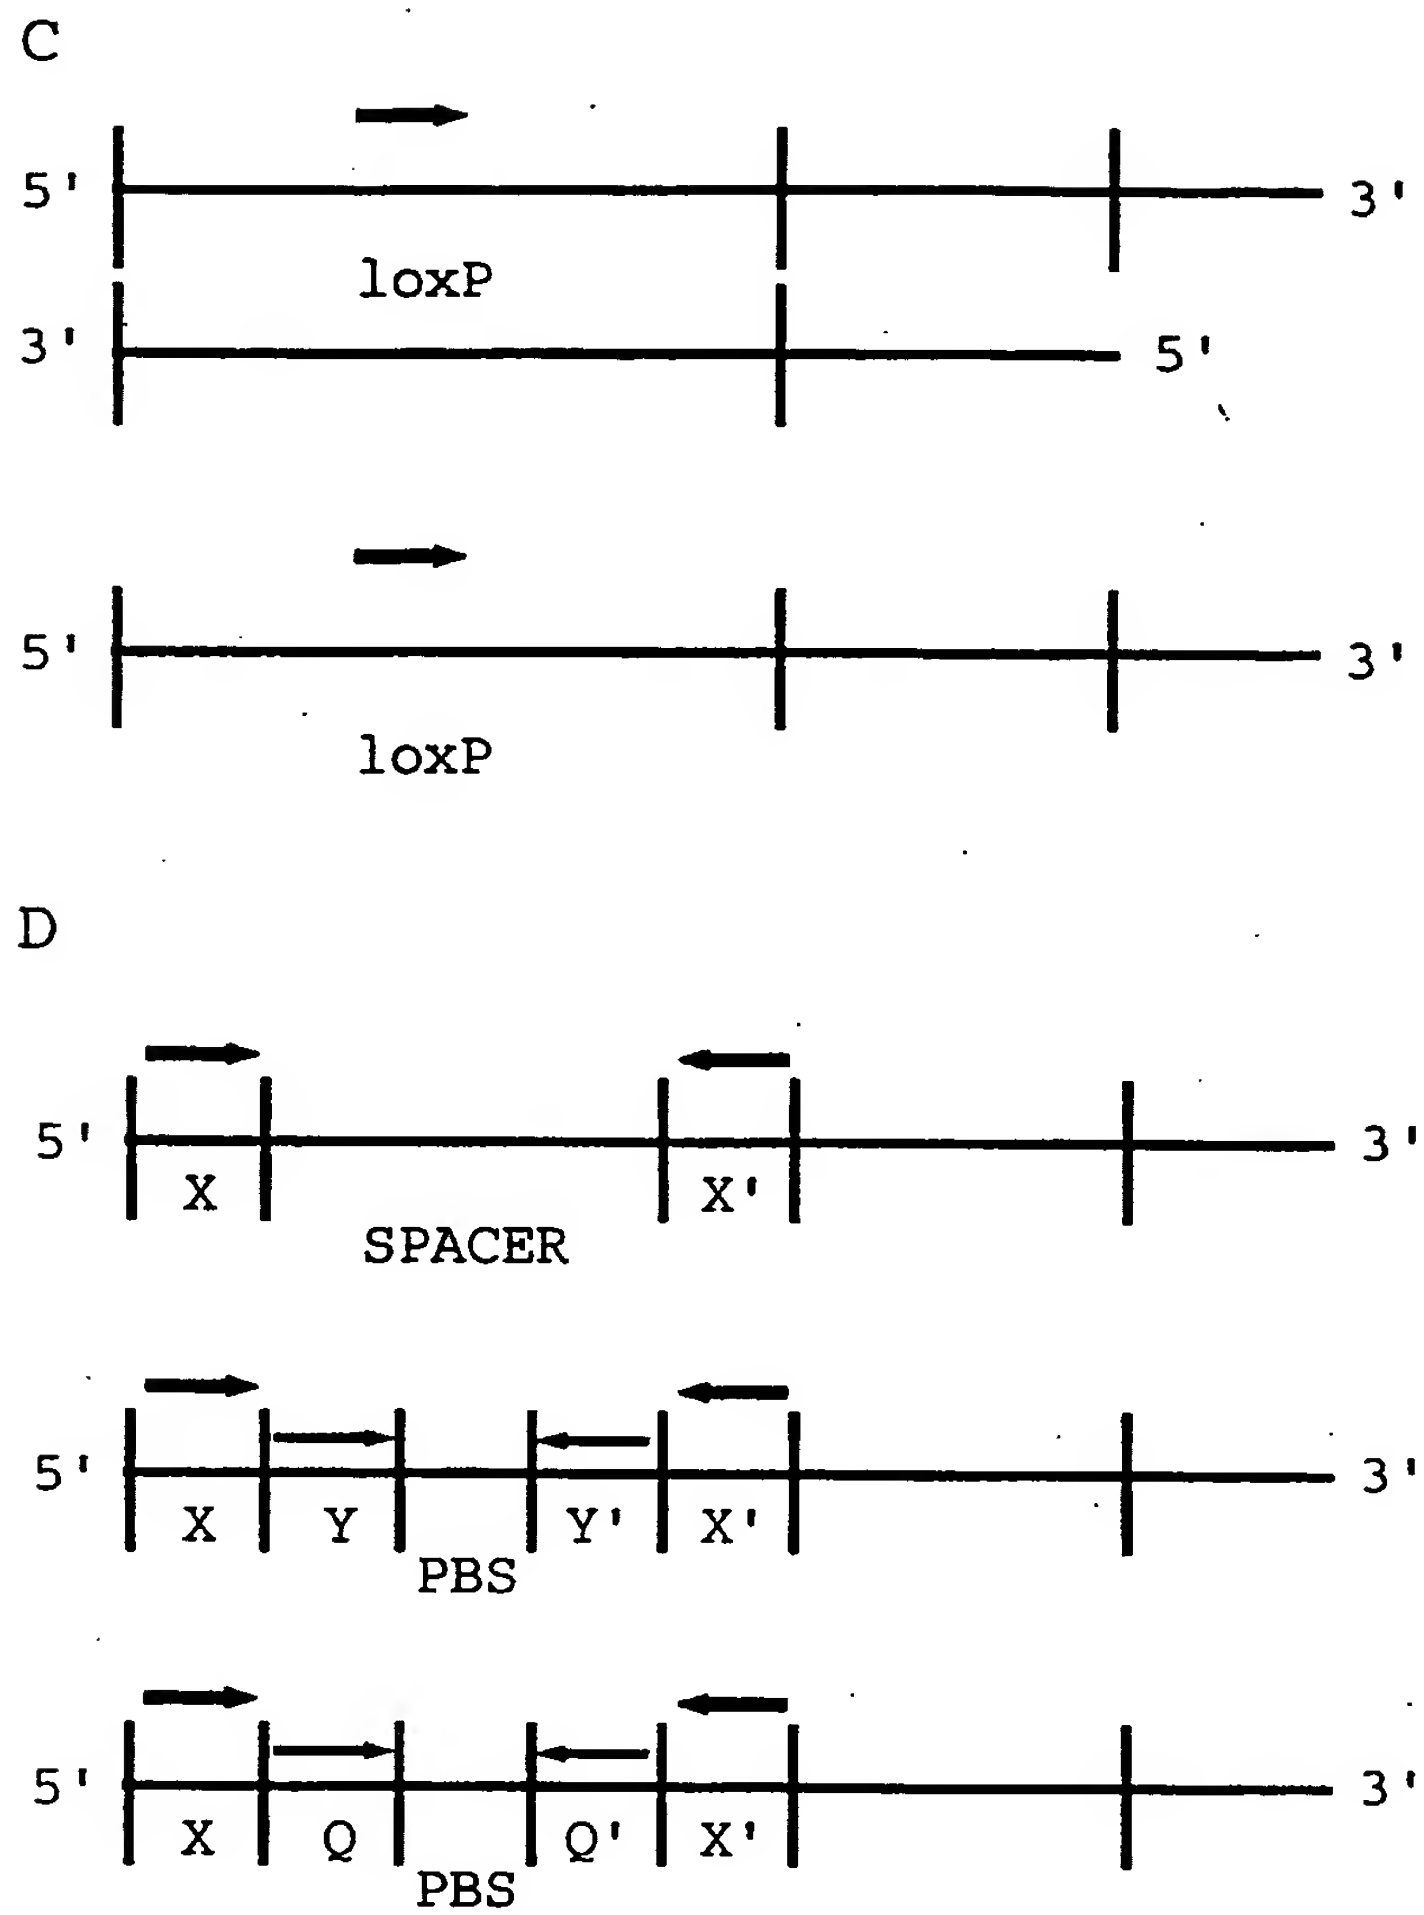 C
5' 3'
loxP
3' 5'
5' 3'
loxP
D
5' 3'
X X'
SPACER
5' 3'
X Y Y' X'
PBS
5' 3'
X Q Q' X'
PBS